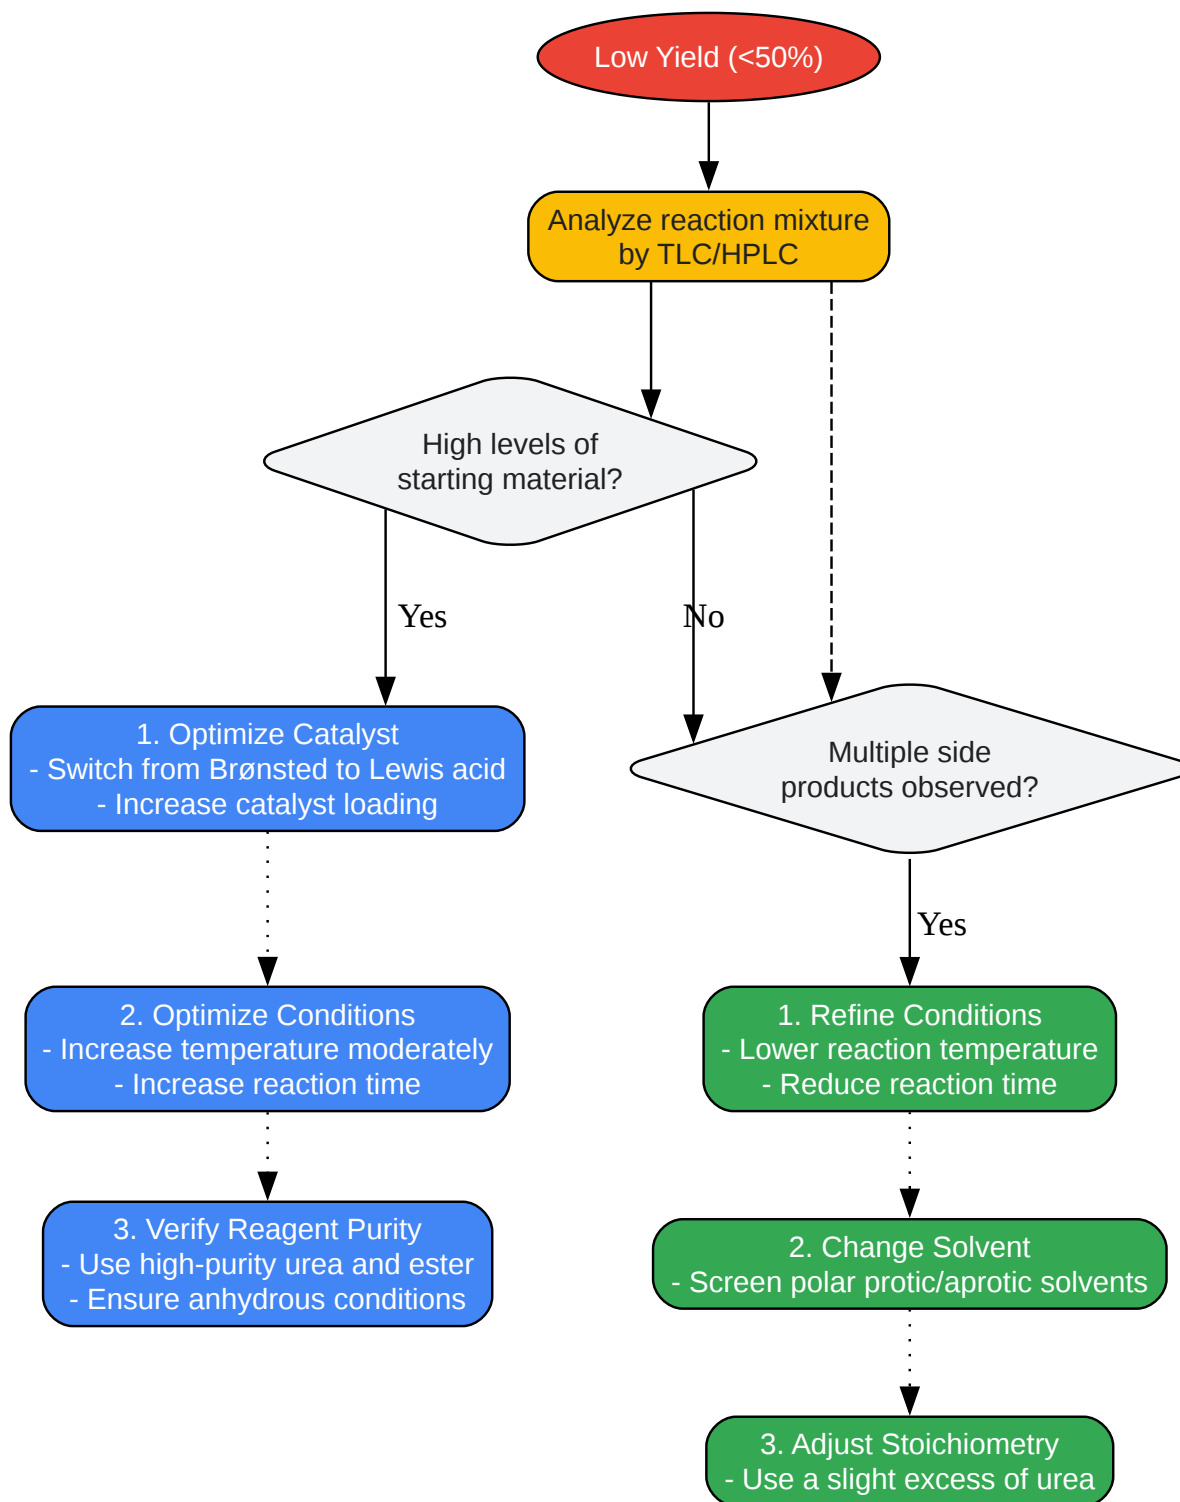 Low Yield (<50%)
Analyze reaction mixture
by TLC/HPLC
High levels of
starting material?
Yes
No
1. Optimize Catalyst
- Switch from Brønsted to Lewis acid
- Increase catalyst loading
Multiple side
products observed?
Yes
2. Optimize Conditions
- Increase temperature moderately
- Increase reaction time
1. Refine Conditions
- Lower reaction temperature
- Reduce reaction time
3. Verify Reagent Purity
- Use high-purity urea and ester
- Ensure anhydrous conditions
2. Change Solvent
- Screen polar protic/aprotic solvents
3. Adjust Stoichiometry
- Use a slight excess of urea